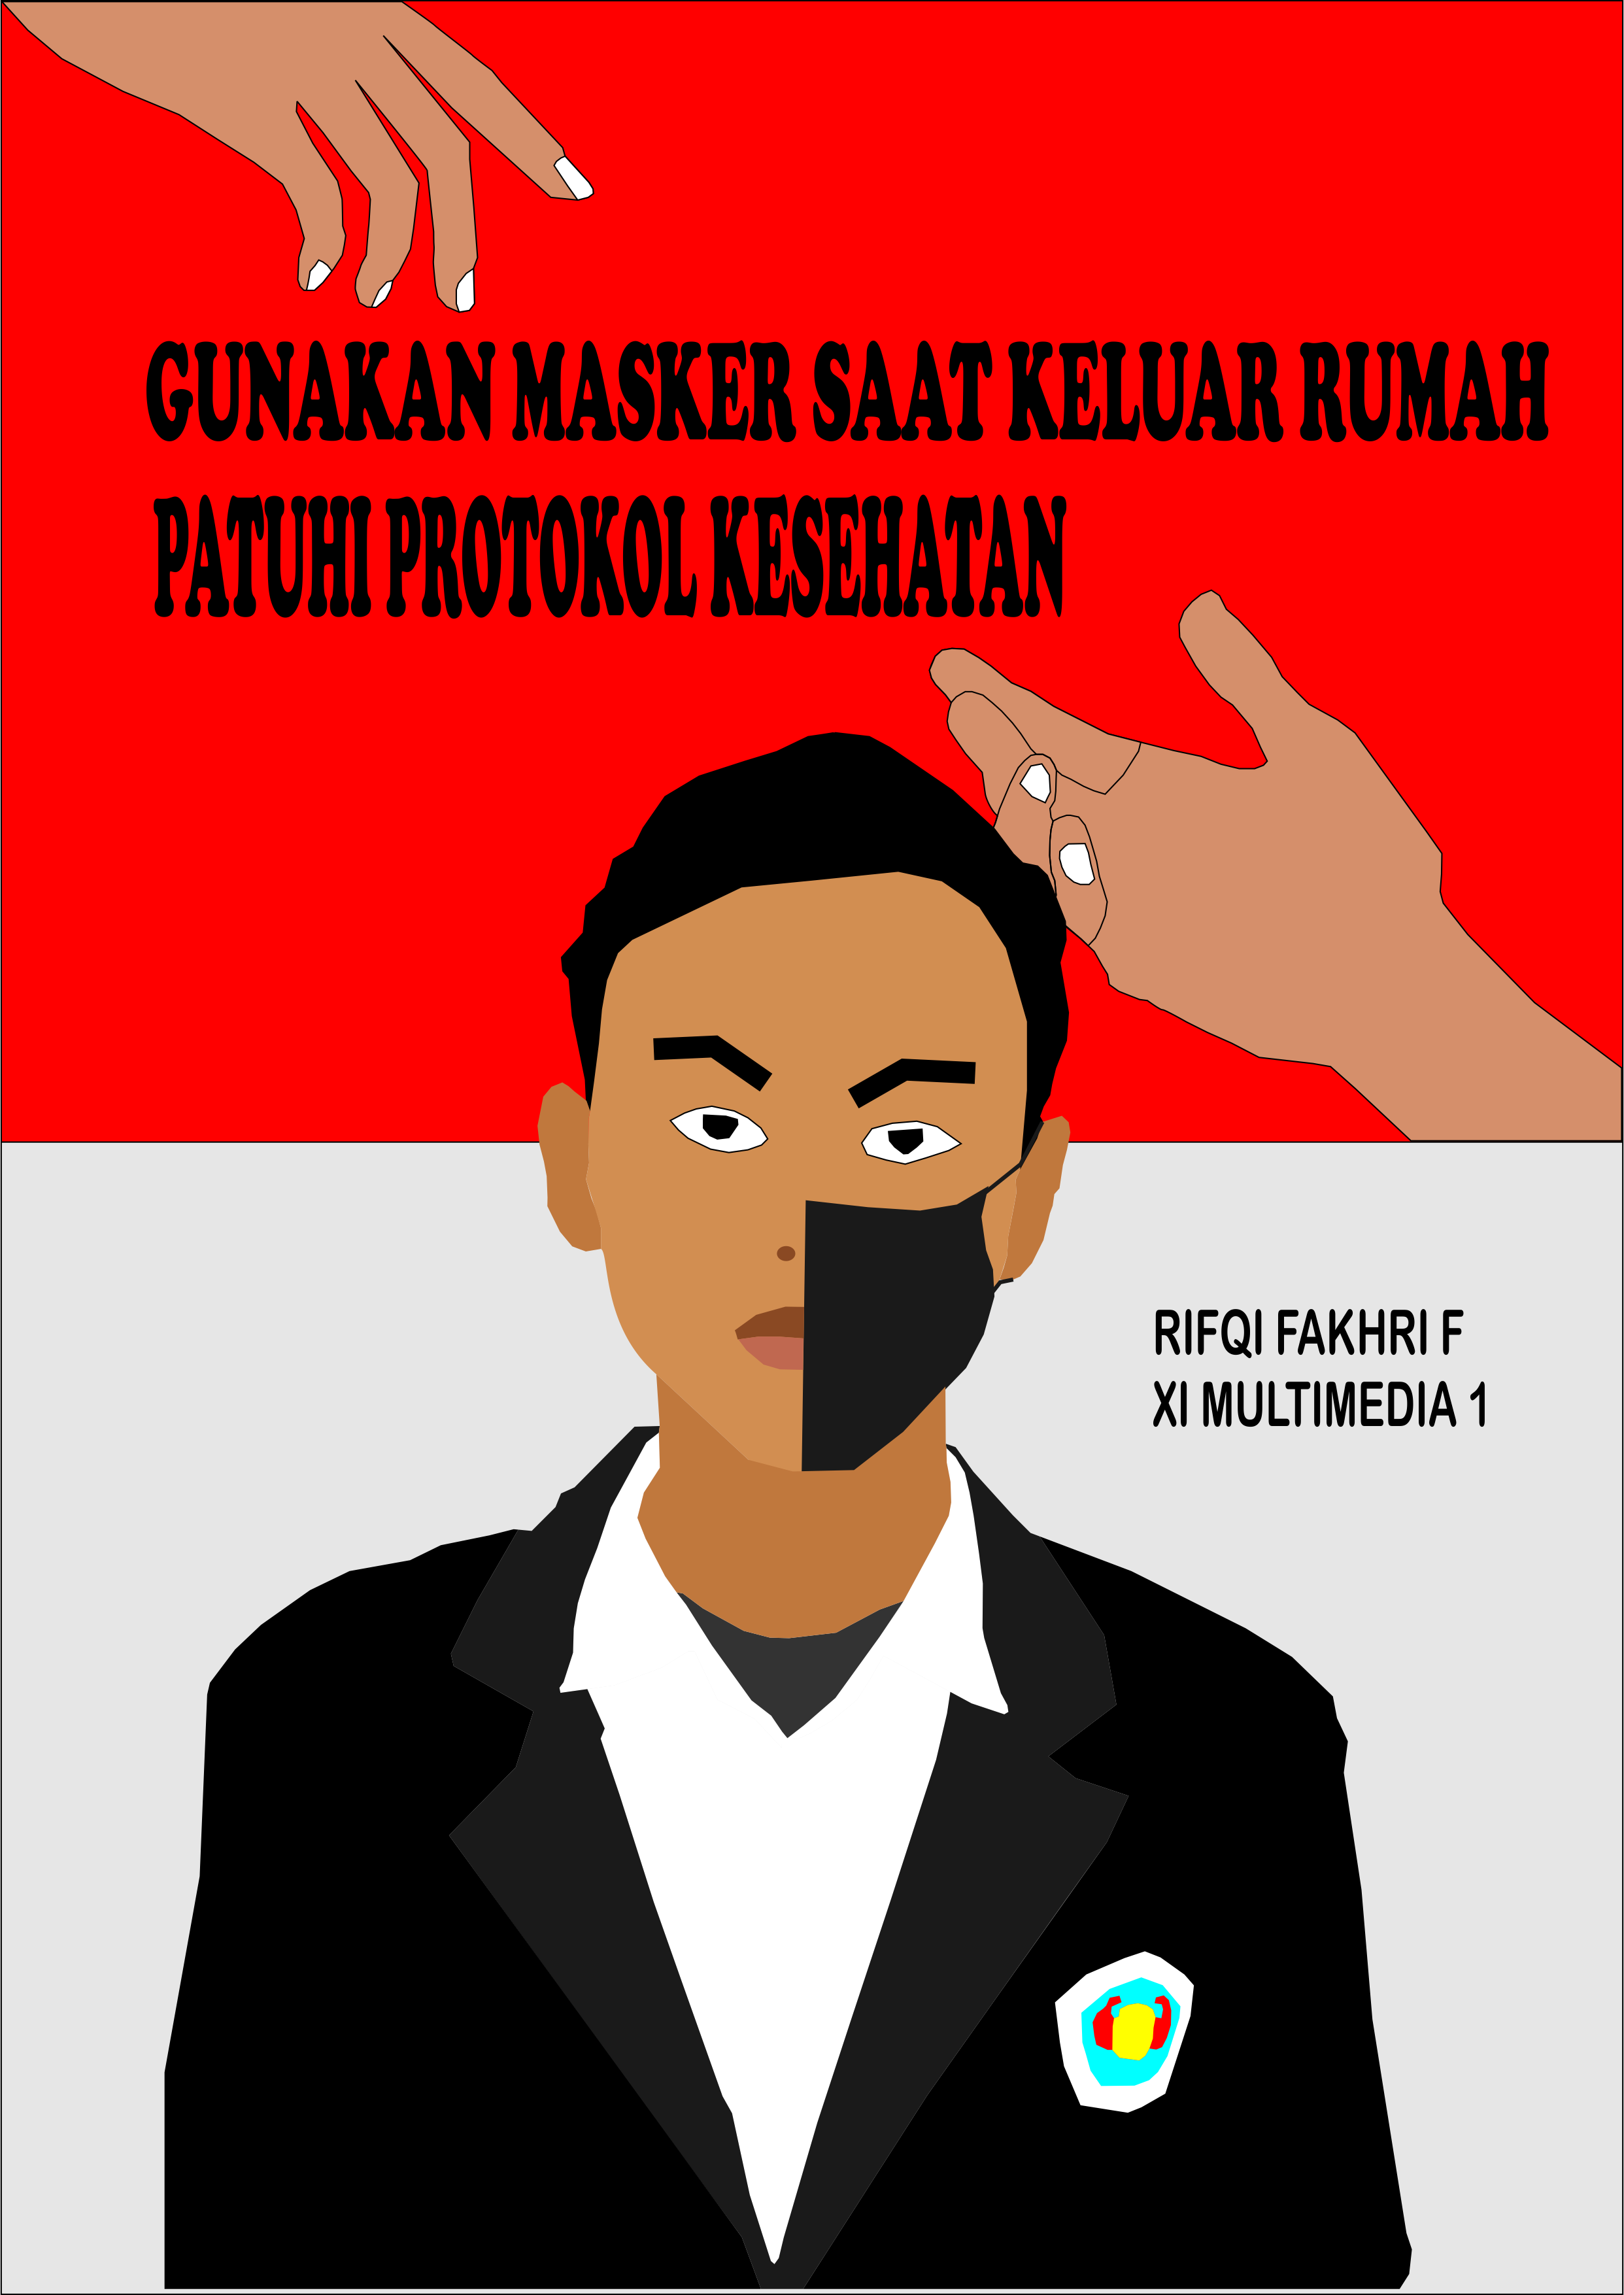 GUNAKAN MASKER SAAT KELUAR RUMAH
PATUHI PROTOKOL KESEHATAN
RIFQI FAKHRI F
XI MULTIMEDIA 1